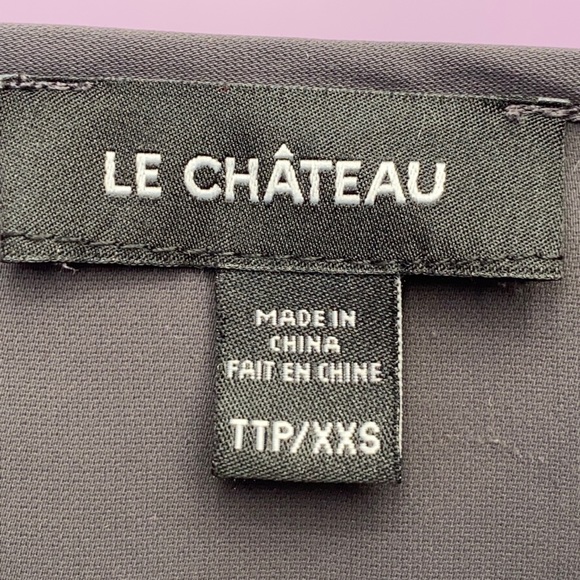 LE CHÂTEAU
MADE IN
CHINA
FAIT EN CHINE
TTP/XXS